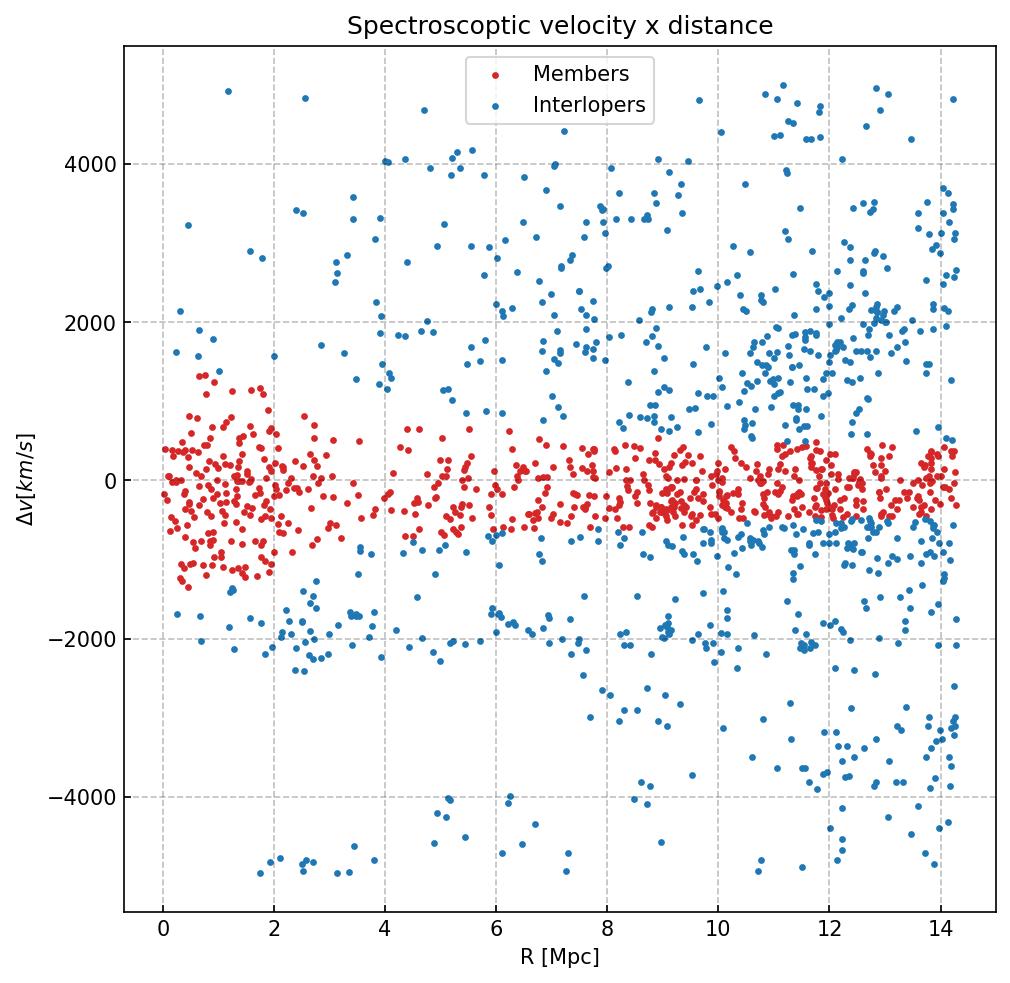 Spectroscoptic velocity x distance
Members
Interlopers
4000
2000
0
−2000
−4000
Δv[km/s]
0 2 4 6 8 10 12 14
R [Mpc]